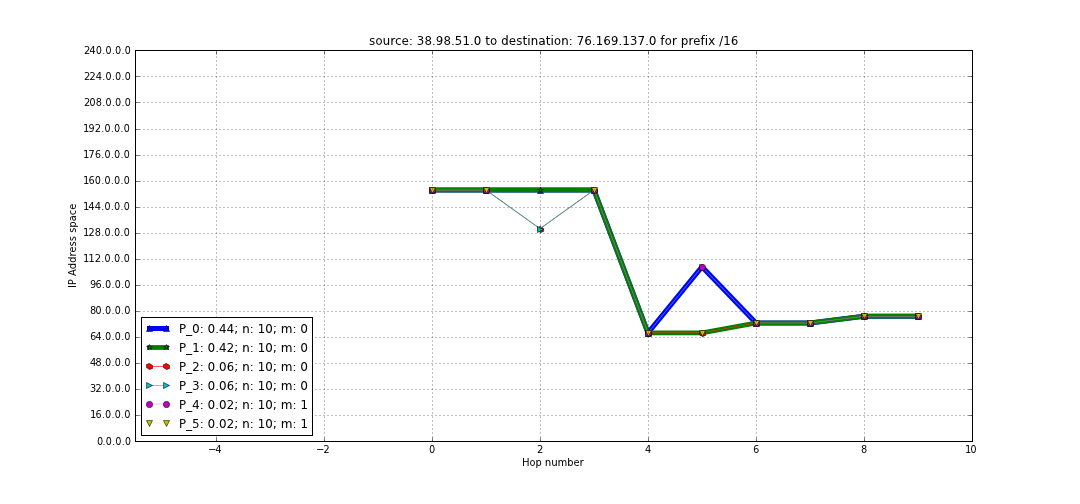 source: 38.98.51.0 to destination: 76.169.137.0 for prefix /16
240.0.0.0
224.0.0.0
208.0.0.0
192.0.0.0
176.0.0.0
160.0.0.0
144.0.0.0
128.0.0.0
112.0.0.0
96.0.0.0
80.0.0.0
64.0.0.0
48.0.0.0
32.0.0.0
16.0.0.0
0.0.0.0
IP Address space
P_0: 0.44; n: 10; m: 0
P_1: 0.42; n: 10; m: 0
P_2: 0.06; n: 10; m: 0
P_3: 0.06; n: 10; m: 0
P_4: 0.02; n: 10; m: 1
P_5: 0.02; n: 10; m: 1
−4 −2 0 2 4 6 8 10
Hop number